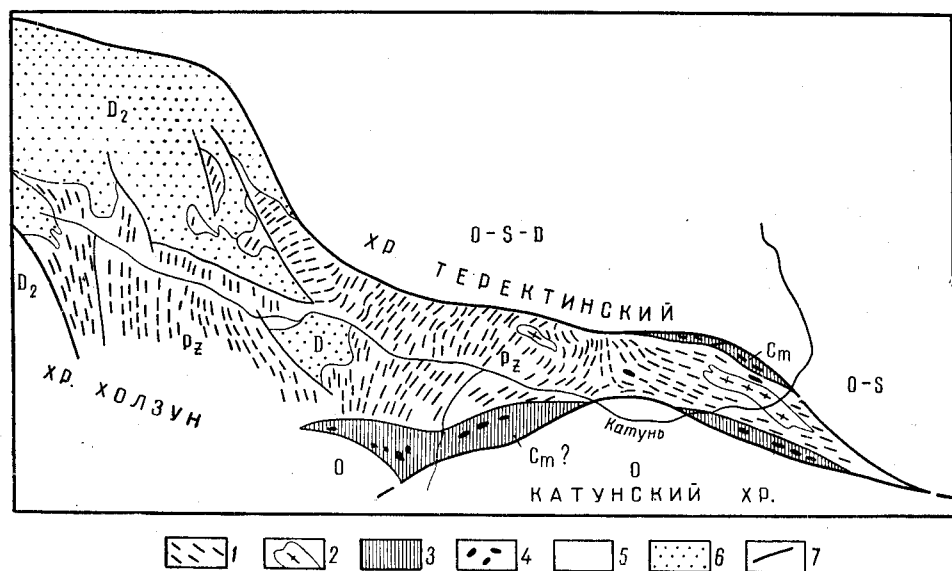 D2
O-S-D
ХР. ТЕРЕКТИНСКИЙ
D2
Pz
D
Pz
Cm
O-S
ХР. ХОЛЗУН
Катунь
O
Cm?
O
КАТУНСКИЙ ХР.
1 2 3 4 5 6 7